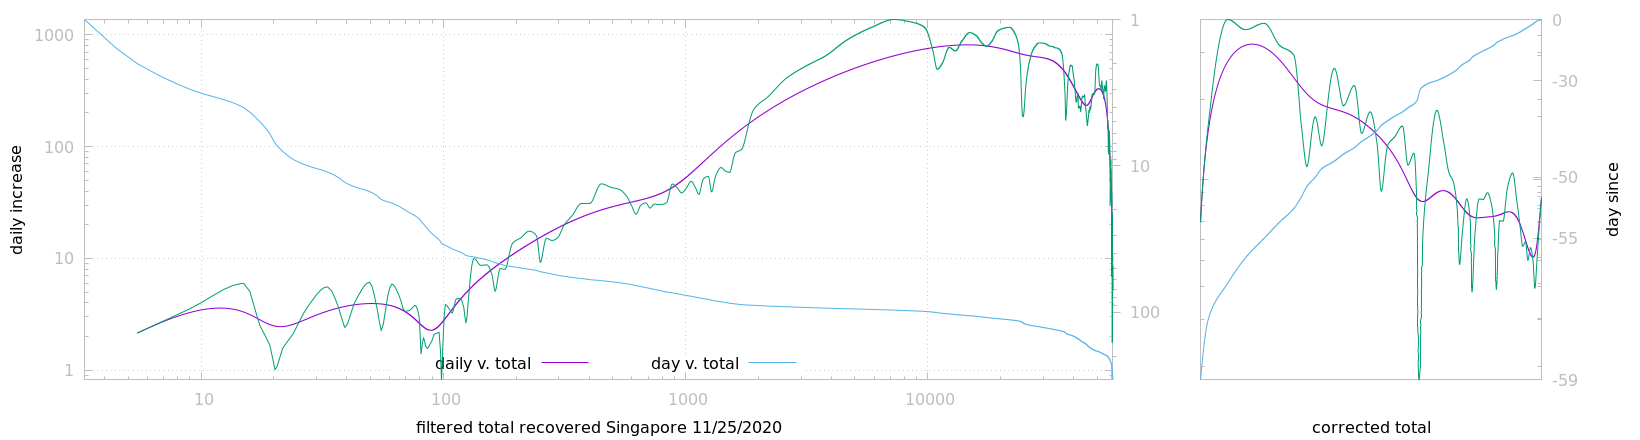 daily increase
1000
100
10
1
10
100
1000
10000
filtered total recovered Singapore 11/25/2020
daily v. total
day v. total
1
10
100
0
-30
-50
-55
-59
day since
corrected total